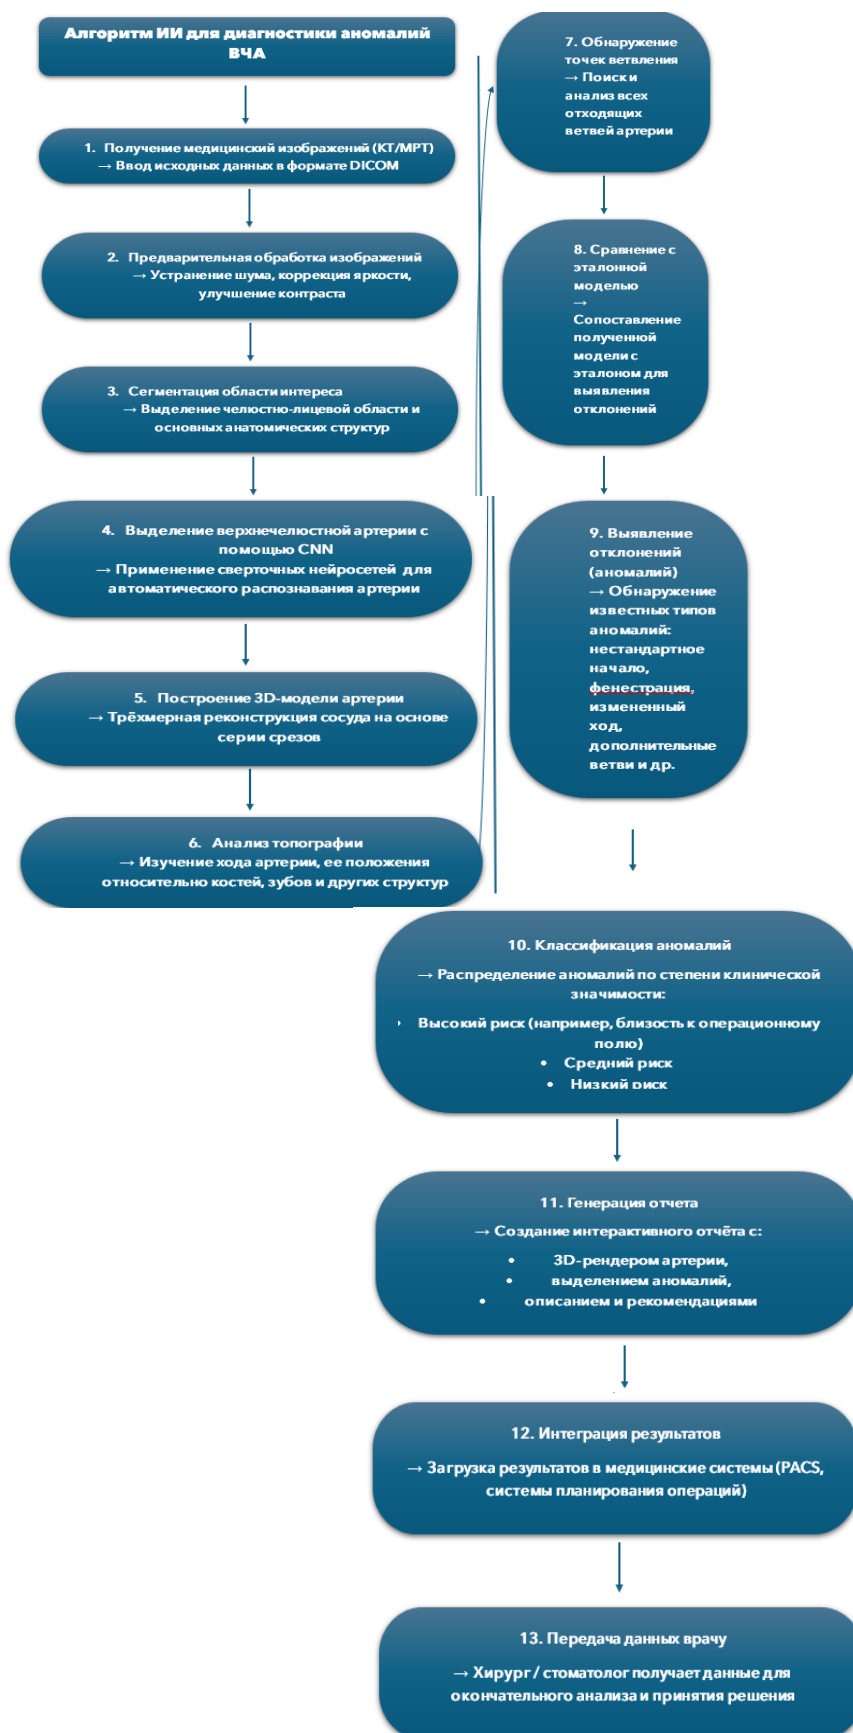 Алгоритм ИИ для диагностики аномалий
ВЧА
1. Получение медицинский изображений (КТ/МРТ)
→ Ввод исходных данных в формате DICOM
2. Предварительная обработка изображений
→ Устранение шума, коррекция яркости,
улучшение контраста
3. Сегментация области интереса
→ Выделение челюстно-лицевой области и
основных анатомических структур
4. Выделение верхнечелюстной артерии с
помощью CNN
→ Применение сверточных нейросетей для
автоматического распознавания артерии
5. Построение 3D-модели артерии
→ Трёхмерная реконструкция сосуда на основе
серии срезов
6. Анализ топографии
→ Изучение хода артерии, ее положения
относительно костей, зубов и других структур
7. Обнаружение
точек ветвления
→ Поиск и
анализ всех
отходящих
ветвей артерии
8. Сравнение с
эталонной
моделью
→
Сопоставление
полученной
модели с
эталоном для
выявления
отклонений
9. Выявление
отклонений
(аномалий)
→ Обнаружение
известных типов
аномалий:
нестандартное
начало,
фенестрация,
измененный
ход,
дополнительные
ветви и др.
10. Классификация аномалий
→ Распределение аномалий по степени клинической
значимости:
• Высокий риск (например, близость к операционному
полю)
• Средний риск
• Низкий риск
11. Генерация отчета
→ Создание интерактивного отчёта с:
• 3D-рендером артерии,
• выделением аномалий,
• описанием и рекомендациями
12. Интеграция результатов
→ Загрузка результатов в медицинские системы (PACS,
системы планирования операций)
13. Передача данных врачу
→ Хирург / стоматолог получает данные для
окончательного анализа и принятия решения